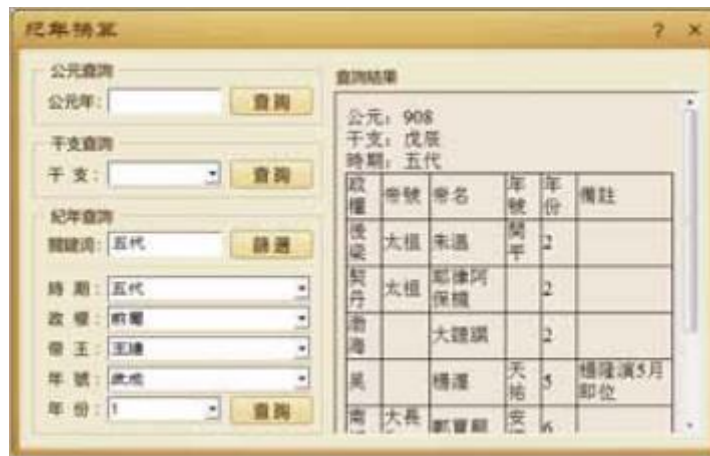 紀年換算
公元查詢
公元年：
查詢
干支查詢
干 支：
查詢
紀年查詢
關鍵詞：五代
篩選
時 期：五代
政 權：前蜀
帝 王：王建
年 號：武成
年 份：1
查詢
查詢結果
公元：908
干支：戊辰
時期：五代
政權 帝號 帝名 年號 年份 備註
後梁 太祖 朱溫 開平 2
契丹 太祖 耶律阿保機 2
渤海 大諲譔 2
吳 楊渥 天祐 5 楊隆演5月即位
大長 6